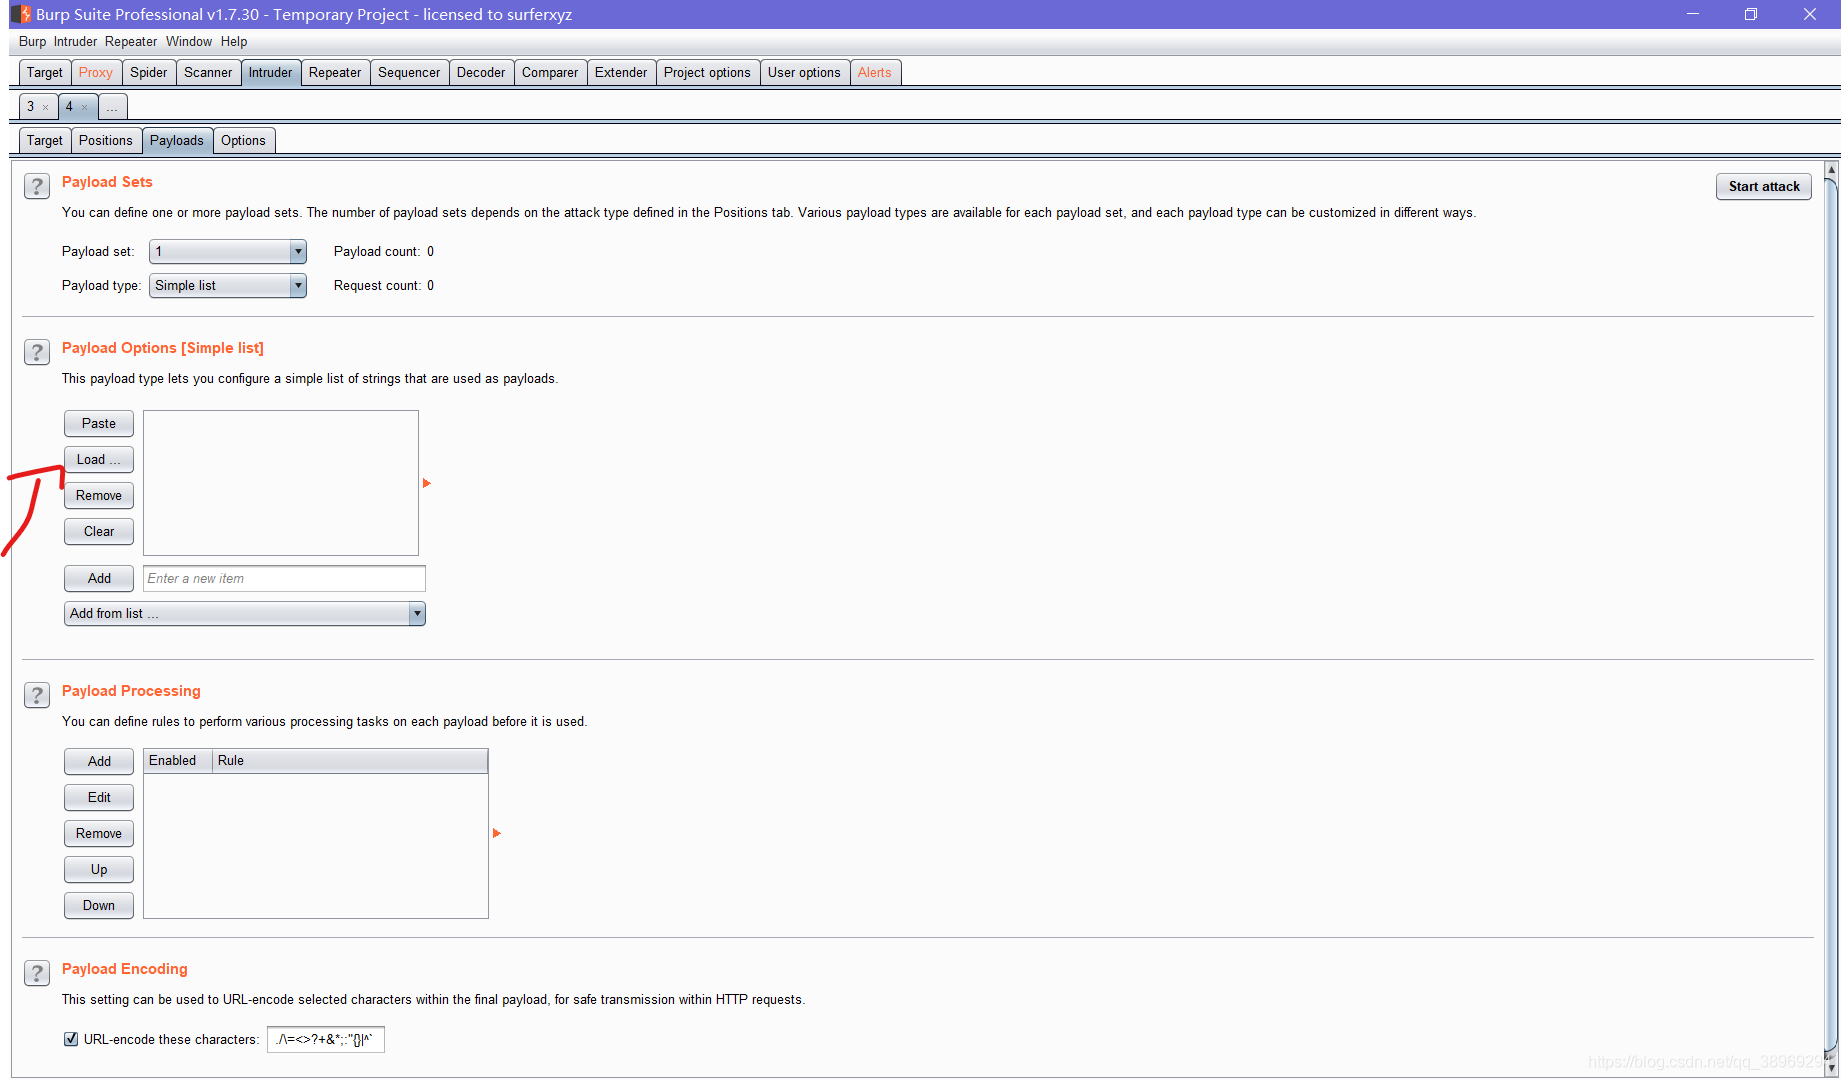 Burp Suite Professional v1.7.30 - Temporary Project - licensed to surferxyz
Burp Intruder Repeater Window Help
Target Proxy Spider Scanner Intruder Repeater Sequencer Decoder Comparer Extender Project options User options Alerts
3 × 4 × ...
Target Positions Payloads Options
? Payload Sets
Start attack
You can define one or more payload sets. The number of payload sets depends on the attack type defined in the Positions tab. Various payload types are available for each payload set, and each payload type can be customized in different ways.
Payload set: 1 Payload count: 0
Payload type: Simple list Request count: 0
? Payload Options [Simple list]
This payload type lets you configure a simple list of strings that are used as payloads.
Paste
Load ...
Remove
Clear
Add Enter a new item
Add from list ...
? Payload Processing
You can define rules to perform various processing tasks on each payload before it is used.
Add Enabled Rule
Edit
Remove
Up
Down
? Payload Encoding
This setting can be used to URL-encode selected characters within the final payload, for safe transmission within HTTP requests.
URL-encode these characters: ./\=<>?+&*;:"{}|^`